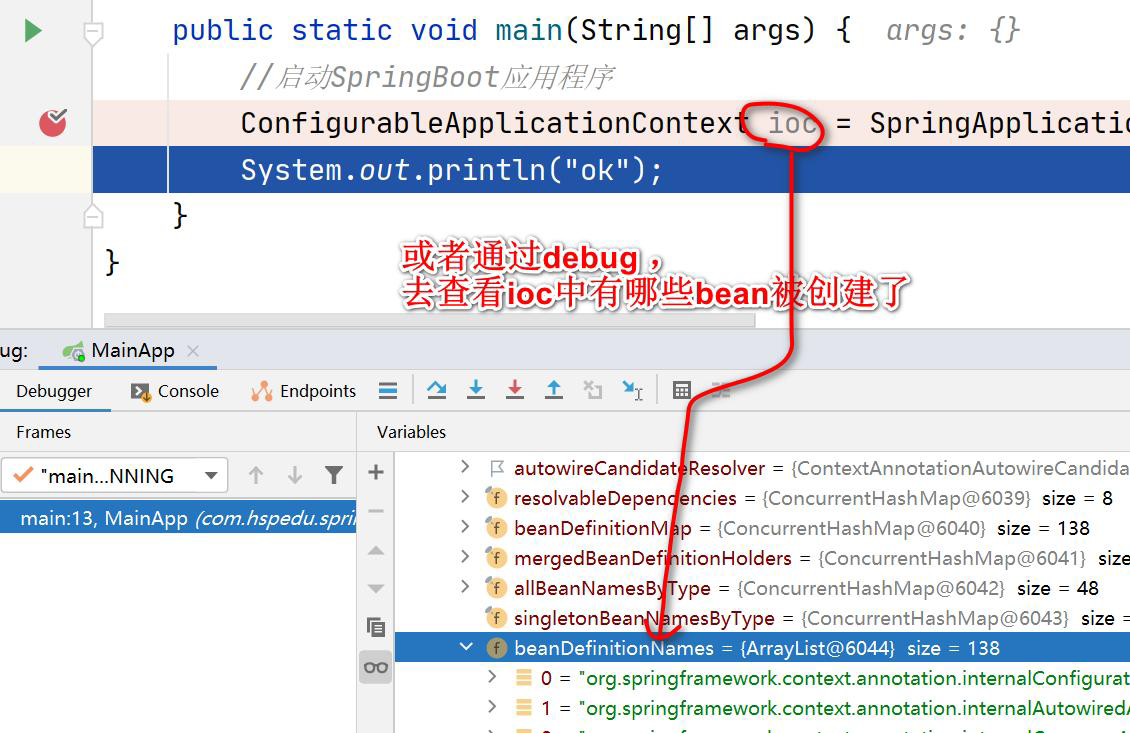 public static void main(String[] args) { args: {}
//启动SpringBoot应用程序
ConfigurableApplicationContext ioc = SpringApplicatio
System.out.println("ok");
}
}
或者通过debug，
去查看ioc中有哪些bean被创建了
ug: MainApp
Debugger Console Endpoints
Frames Variables
"main...NNING
main:13, MainApp (com.hspedu.spri
autowireCandidateResolver = {ContextAnnotationAutowireCandida
resolvableDependencies = {ConcurrentHashMap@6039} size = 8
beanDefinitionMap = {ConcurrentHashMap@6040} size = 138
mergedBeanDefinitionHolders = {ConcurrentHashMap@6041} size
allBeanNamesByType = {ConcurrentHashMap@6042} size = 48
singletonBeanNamesByType = {ConcurrentHashMap@6043} size =
beanDefinitionNames = {ArrayList@6044} size = 138
0 = "org.springframework.context.annotation.internalConfigurat
1 = "org.springframework.context.annotation.internalAutowiredA